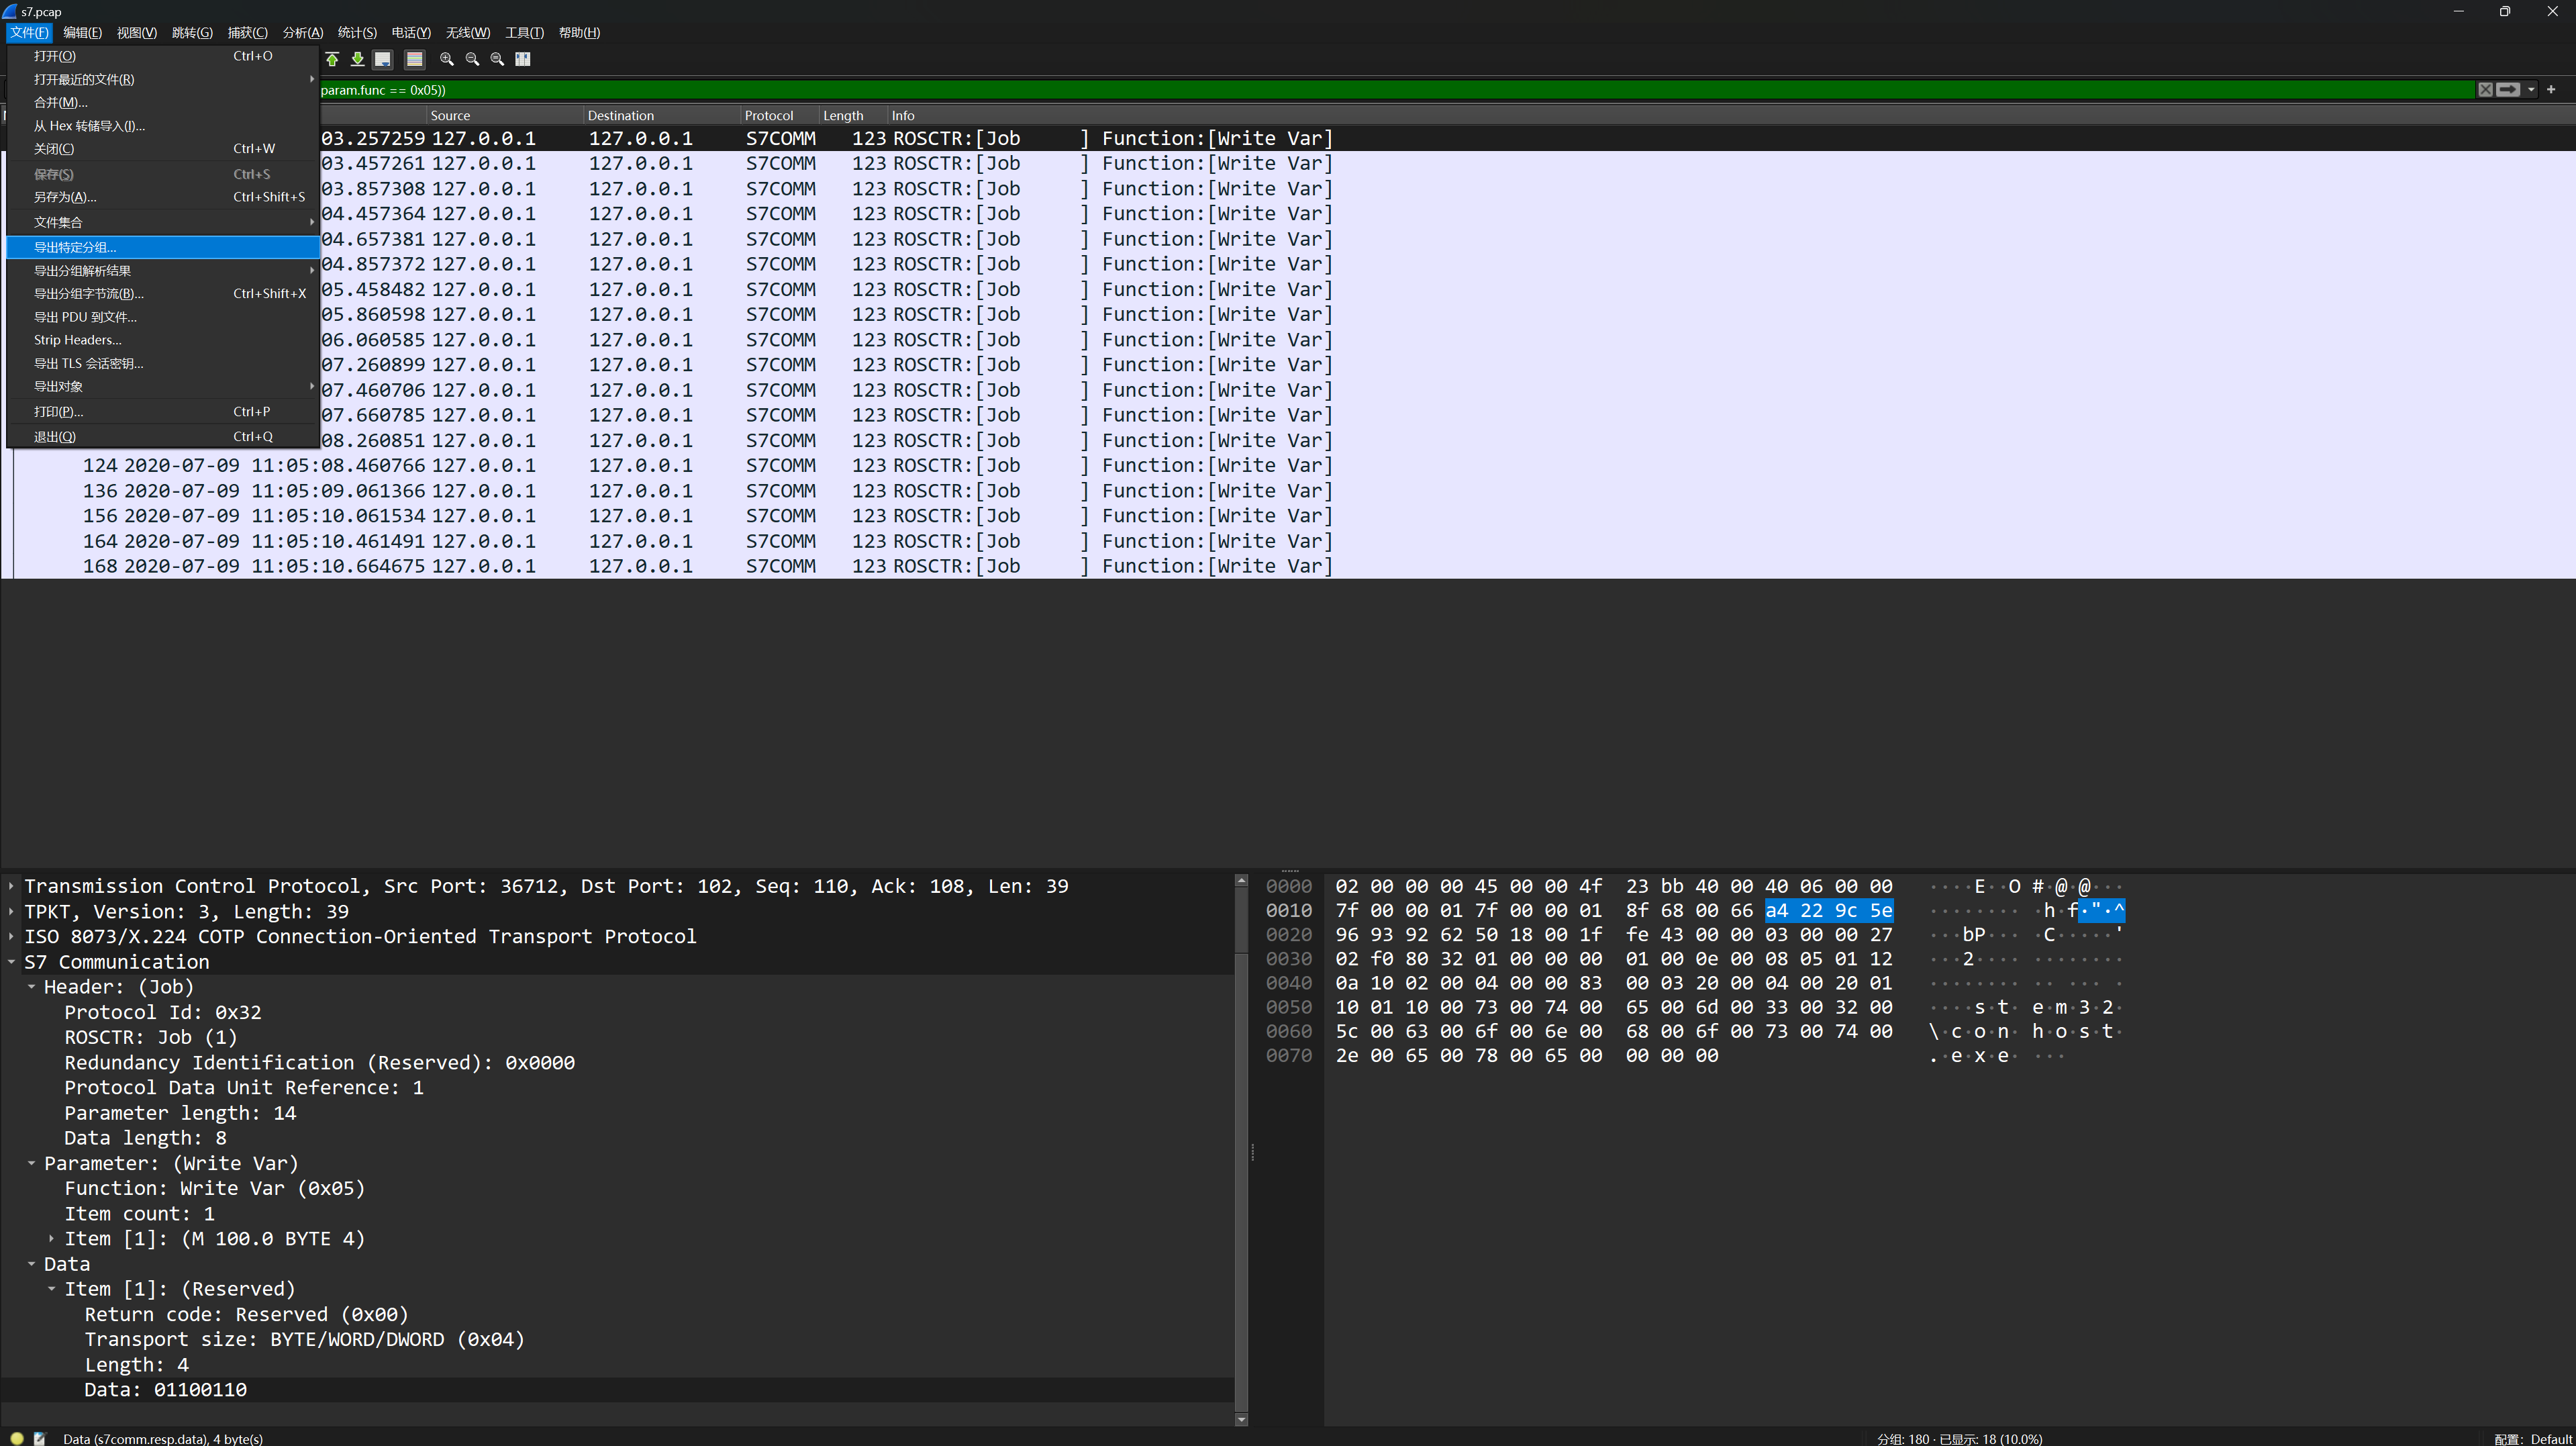 s7.pcap
文件(F) 编辑(E) 视图(V) 跳转(G) 捕获(C) 分析(A) 统计(S) 电话(Y) 无线(W) 工具(T) 帮助(H)
打开(O) Ctrl+O
打开最近的文件(R)
合并(M)...
从 Hex 转储导入(I)...
关闭(C) Ctrl+W
保存(S) Ctrl+S
另存为(A)... Ctrl+Shift+S
文件集合
导出特定分组...
导出分组解析结果
导出分组字节流(B)... Ctrl+Shift+X
导出 PDU 到文件...
Strip Headers...
导出 TLS 会话密钥...
导出对象
打印(P)... Ctrl+P
退出(Q) Ctrl+Q
param.func == 0x05))
Source Destination Protocol Length Info
03.257259 127.0.0.1 127.0.0.1 S7COMM 123 ROSCTR:[Job ] Function:[Write Var]
03.457261 127.0.0.1 127.0.0.1 S7COMM 123 ROSCTR:[Job ] Function:[Write Var]
03.857308 127.0.0.1 127.0.0.1 S7COMM 123 ROSCTR:[Job ] Function:[Write Var]
04.457364 127.0.0.1 127.0.0.1 S7COMM 123 ROSCTR:[Job ] Function:[Write Var]
04.657381 127.0.0.1 127.0.0.1 S7COMM 123 ROSCTR:[Job ] Function:[Write Var]
04.857372 127.0.0.1 127.0.0.1 S7COMM 123 ROSCTR:[Job ] Function:[Write Var]
05.458482 127.0.0.1 127.0.0.1 S7COMM 123 ROSCTR:[Job ] Function:[Write Var]
05.860598 127.0.0.1 127.0.0.1 S7COMM 123 ROSCTR:[Job ] Function:[Write Var]
06.060585 127.0.0.1 127.0.0.1 S7COMM 123 ROSCTR:[Job ] Function:[Write Var]
07.260899 127.0.0.1 127.0.0.1 S7COMM 123 ROSCTR:[Job ] Function:[Write Var]
07.460706 127.0.0.1 127.0.0.1 S7COMM 123 ROSCTR:[Job ] Function:[Write Var]
07.660785 127.0.0.1 127.0.0.1 S7COMM 123 ROSCTR:[Job ] Function:[Write Var]
08.260851 127.0.0.1 127.0.0.1 S7COMM 123 ROSCTR:[Job ] Function:[Write Var]
124 2020-07-09 11:05:08.460766 127.0.0.1 127.0.0.1 S7COMM 123 ROSCTR:[Job ] Function:[Write Var]
136 2020-07-09 11:05:09.061366 127.0.0.1 127.0.0.1 S7COMM 123 ROSCTR:[Job ] Function:[Write Var]
156 2020-07-09 11:05:10.061534 127.0.0.1 127.0.0.1 S7COMM 123 ROSCTR:[Job ] Function:[Write Var]
164 2020-07-09 11:05:10.461491 127.0.0.1 127.0.0.1 S7COMM 123 ROSCTR:[Job ] Function:[Write Var]
168 2020-07-09 11:05:10.664675 127.0.0.1 127.0.0.1 S7COMM 123 ROSCTR:[Job ] Function:[Write Var]
Transmission Control Protocol, Src Port: 36712, Dst Port: 102, Seq: 110, Ack: 108, Len: 39
TPKT, Version: 3, Length: 39
ISO 8073/X.224 COTP Connection-Oriented Transport Protocol
S7 Communication
Header: (Job)
Protocol Id: 0x32
ROSCTR: Job (1)
Redundancy Identification (Reserved): 0x0000
Protocol Data Unit Reference: 1
Parameter length: 14
Data length: 8
Parameter: (Write Var)
Function: Write Var (0x05)
Item count: 1
Item [1]: (M 100.0 BYTE 4)
Data
Item [1]: (Reserved)
Return code: Reserved (0x00)
Transport size: BYTE/WORD/DWORD (0x04)
Length: 4
Data: 01100110
0000 02 00 00 00 45 00 00 4f 23 bb 40 00 40 06 00 00 ····E··O #·@·@···
0010 7f 00 00 01 7f 00 00 01 8f 68 00 66 a4 22 9c 5e ········ ·h·f·"·^
0020 96 93 92 62 50 18 00 1f fe 43 00 00 03 00 00 27 ···bP··· ·C·····'
0030 02 f0 80 32 01 00 00 00 01 00 0e 00 08 05 01 12 ···2···· ········
0040 0a 10 02 00 04 00 00 83 00 03 20 00 04 00 20 01 ········ ·· ··· ·
0050 10 01 10 00 73 00 74 00 65 00 6d 00 33 00 32 00 ····s·t· e·m·3·2·
0060 5c 00 63 00 6f 00 6e 00 68 00 6f 00 73 00 74 00 \·c·o·n· h·o·s·t·
0070 2e 00 65 00 78 00 65 00 00 00 00 .·e·x·e· ···
Data (s7comm.resp.data), 4 byte(s) 分组: 180 · 已显示: 18 (10.0%) 配置: Default